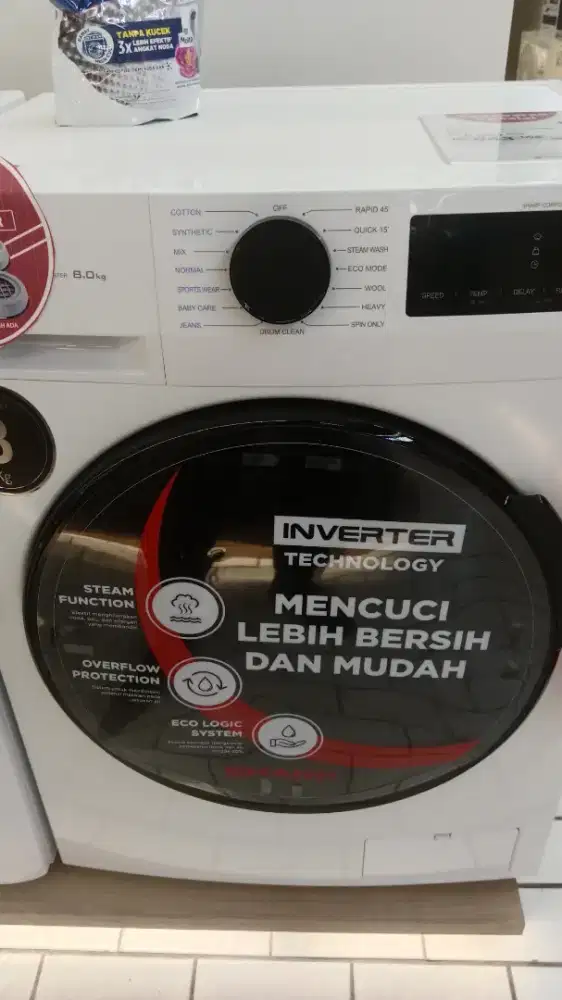 TANPA KUCEK
3X LEBIH EFEKTIF
ANGKAT NODA
COTTON
OFF
RAPID 45'
SYNTHETIC
QUICK 15'
MIX
STEAM WASH
NORMAL
ECO MODE
SPORTS WEAR
WOOL
BABY CARE
HEAVY
JEANS
DRUM CLEAN
SPIN ONLY
6.0kg
SPEED
TEMP
DELAY
8
Kg
INVERTER
TECHNOLOGY
MENCUCI
LEBIH BERSIH
DAN MUDAH
STEAM
FUNCTION
OVERFLOW
PROTECTION
ECO LOGIC
SYSTEM